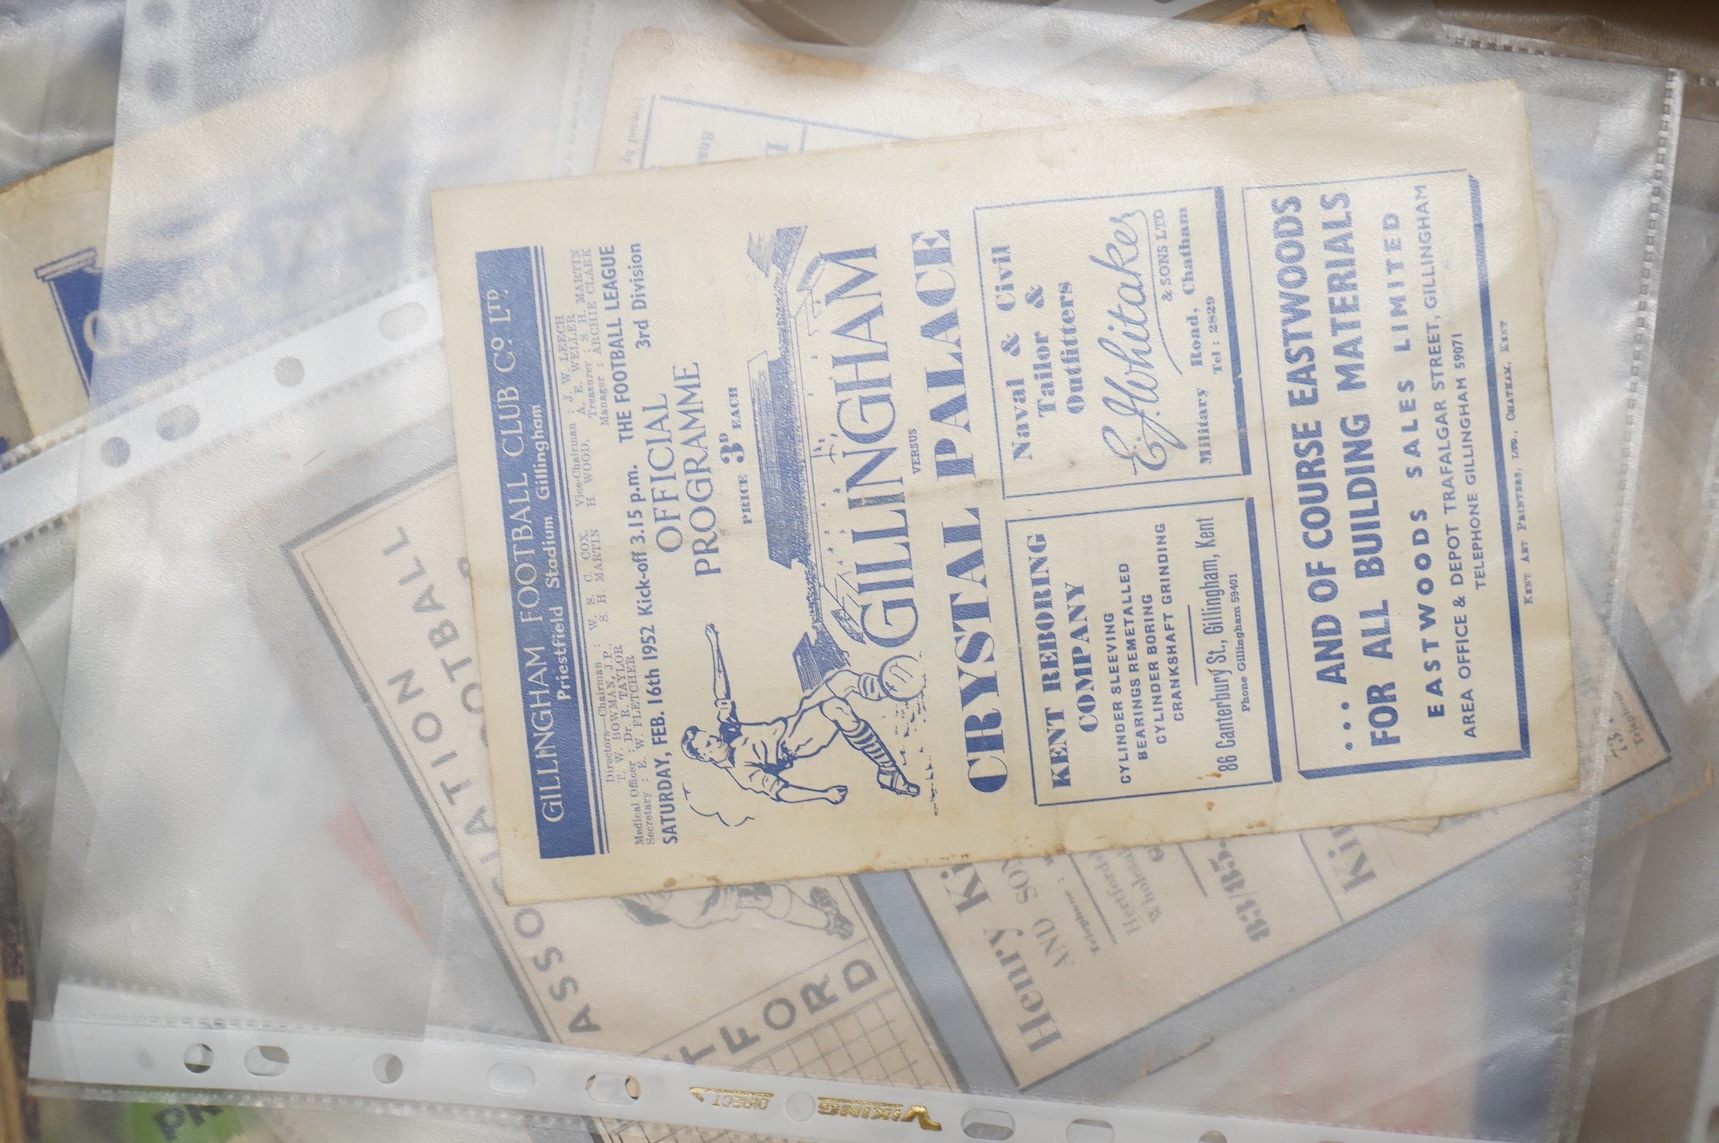 GILLINGHAM FOOTBALL CLUB Co. LTD.
Priestfield Stadium Gillingham
Directors—Chairman : W. S. C. COX. Vice-Chairman : J. W. LEECH
T. W. BOWMAN, J.P., S. H. MARTIN H. WOOD, A. E. WELLER
Medical Officer : Dr. R. TAYLOR Treasurer : S. H. MARTIN
Secretary : E. W. FLETCHER Manager : ARCHIE CLARK
SATURDAY, FEB. 16th 1952 Kick-off 3.15 p.m. THE FOOTBALL LEAGUE
3rd Division
OFFICIAL
PROGRAMME
PRICE 3D EACH
GILLINGHAM
VERSUS
CRYSTAL PALACE
KENT REBORING
COMPANY
CYLINDER SLEEVING
BEARINGS REMETALLED
CYLINDER BORING
CRANKSHAFT GRINDING
86 Canterbury St., Gillingham, Kent
Phone Gillingham 59401
Naval & Civil
Tailor &
Outfitters
E. J. Whitaker
& SONS LTD
Military Road, Chatham
Tel : 2829
... AND OF COURSE EASTWOODS
FOR ALL BUILDING MATERIALS
EASTWOODS SALES LIMITED
AREA OFFICE & DEPOT TRAFALGAR STREET, GILLINGHAM
TELEPHONE GILLINGHAM 59071
KENT ART PRINTERS, LTD., CHATHAM, KENT
ASSOCIATION
FOOTBALL
FORD
Henry
AND
83/85
VIKING
DIRECT